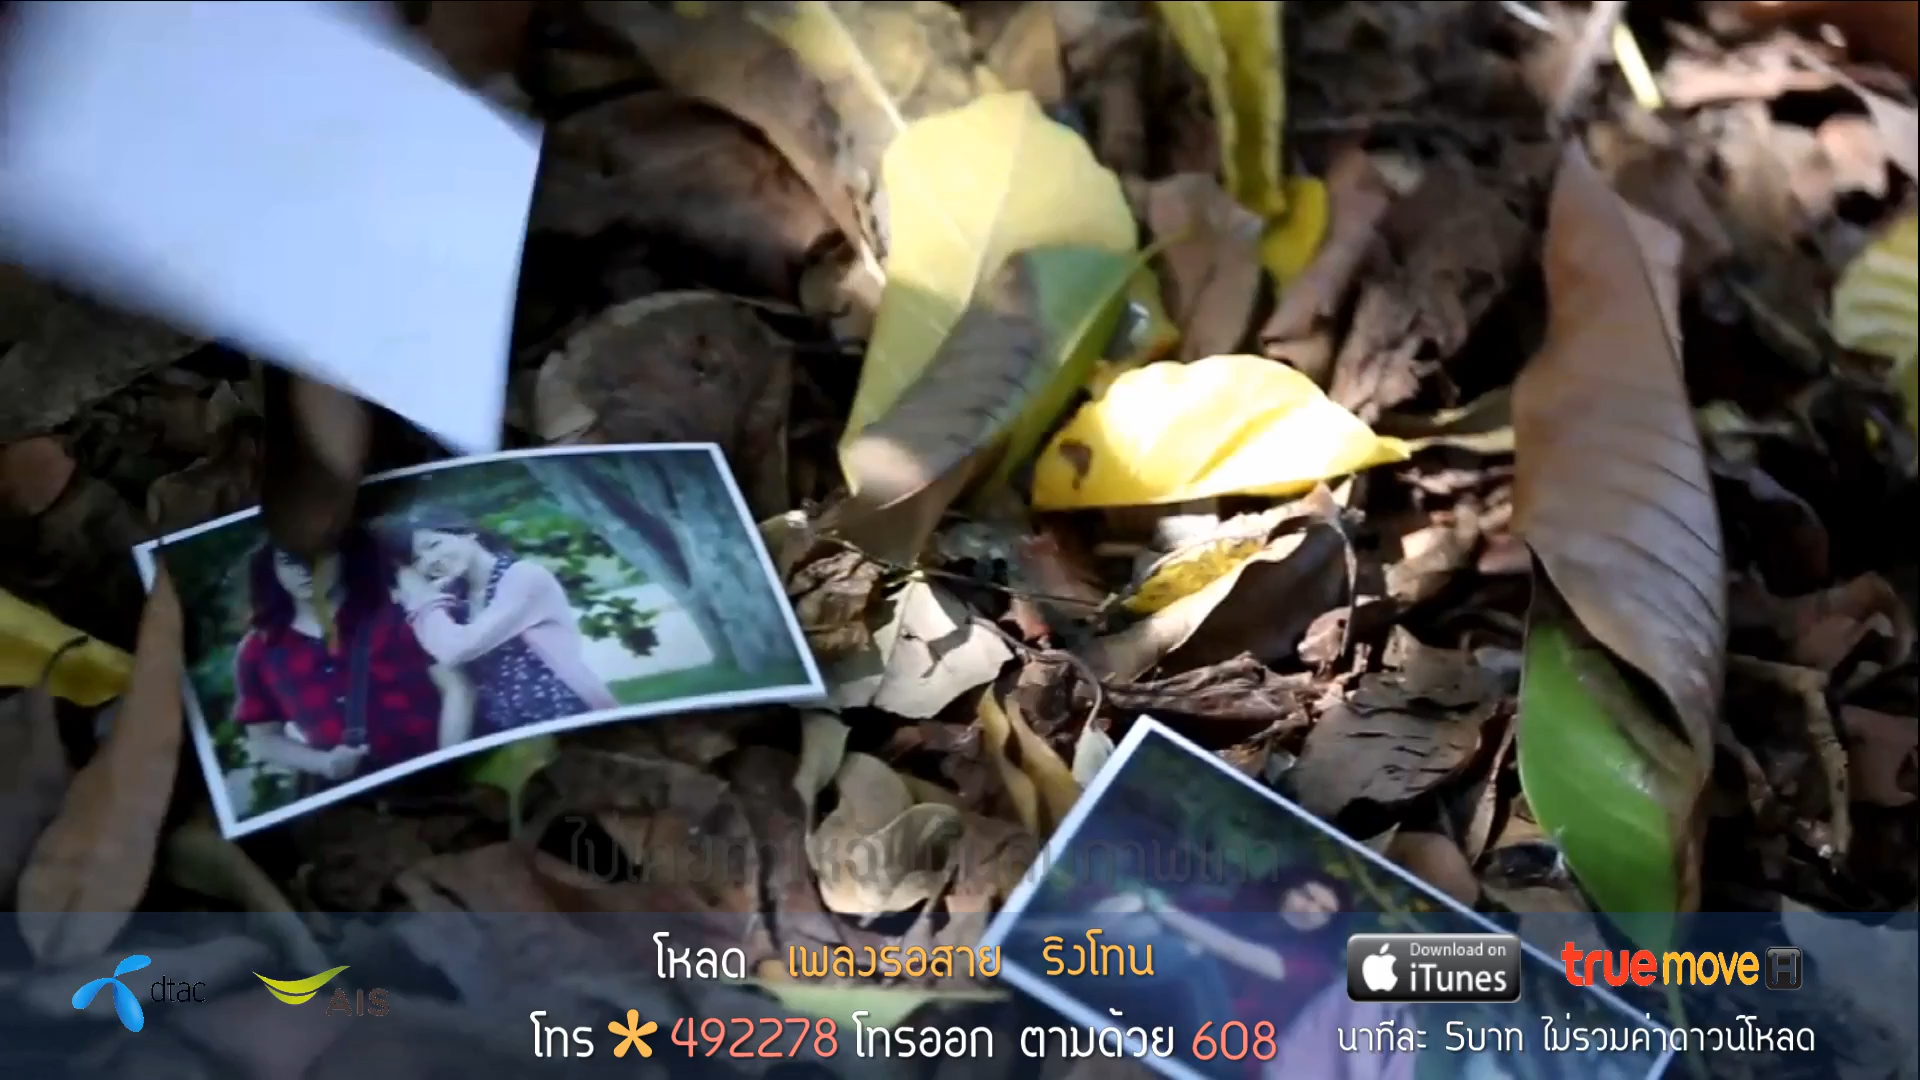 โหลด เพลงรอสาย ริงโทน
dtac
AIS
Download on
iTunes
truemove H
โทร * 492278 โทรออก ตามด้วย 608
นาทีละ 5บาท ไม่รวมค่าดาวน์โหลด